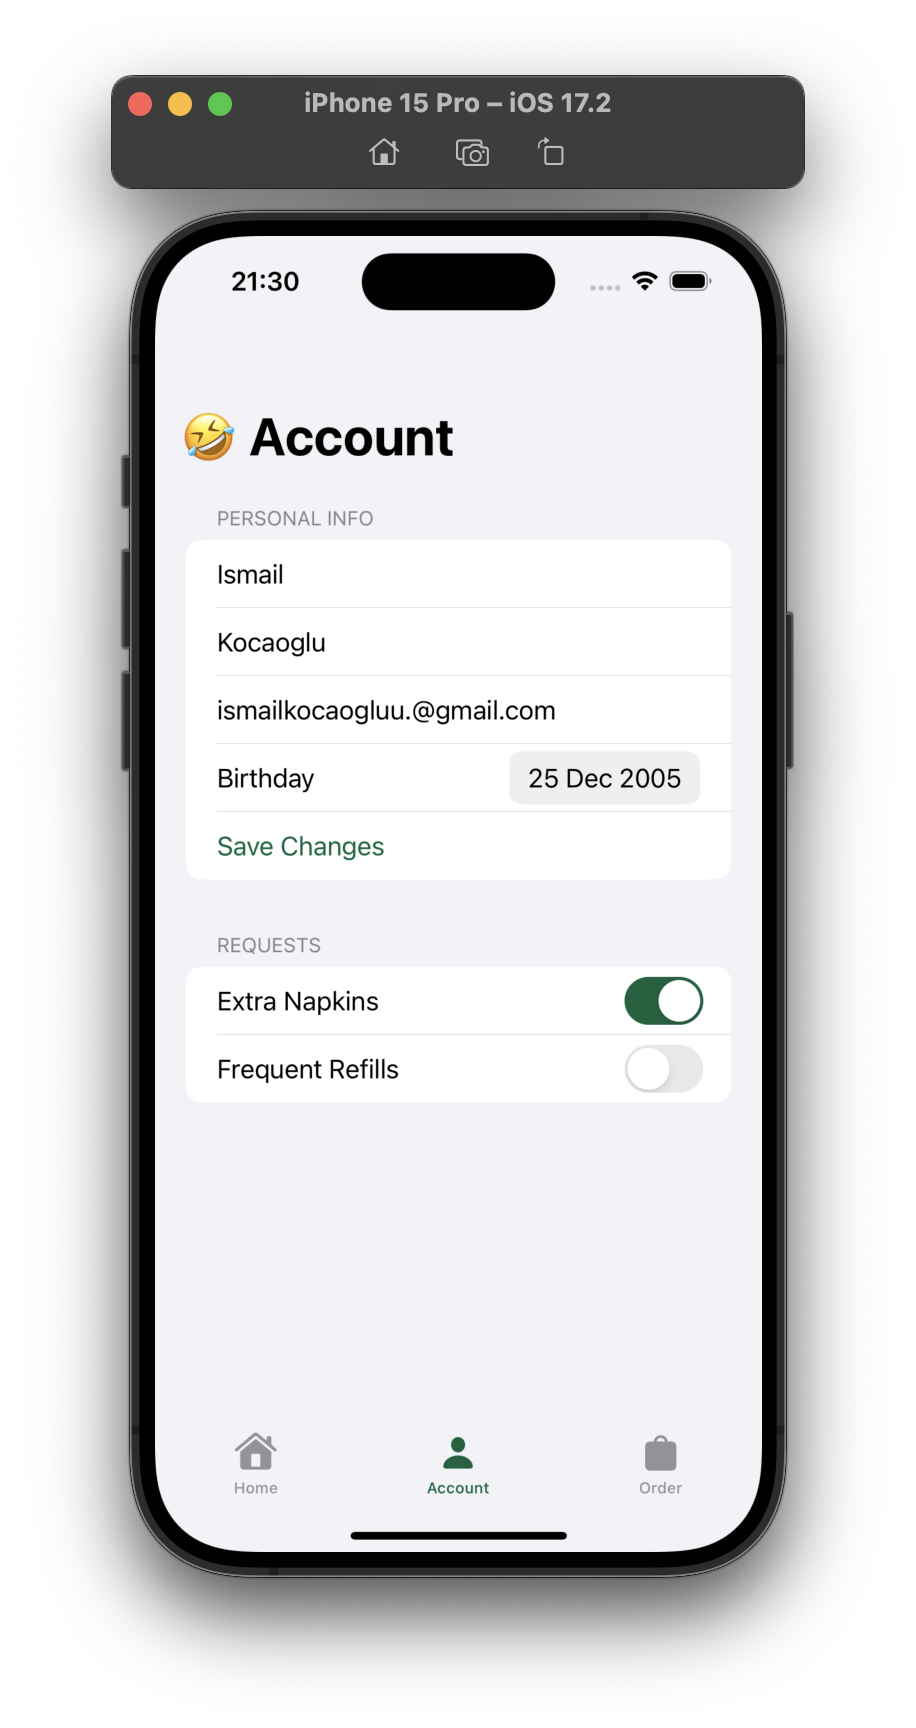 iPhone 15 Pro – iOS 17.2
21:30
🤣 Account
PERSONAL INFO
Ismail
Kocaoglu
ismailkocaogluu.@gmail.com
Birthday 25 Dec 2005
Save Changes
REQUESTS
Extra Napkins
Frequent Refills
Home Account Order